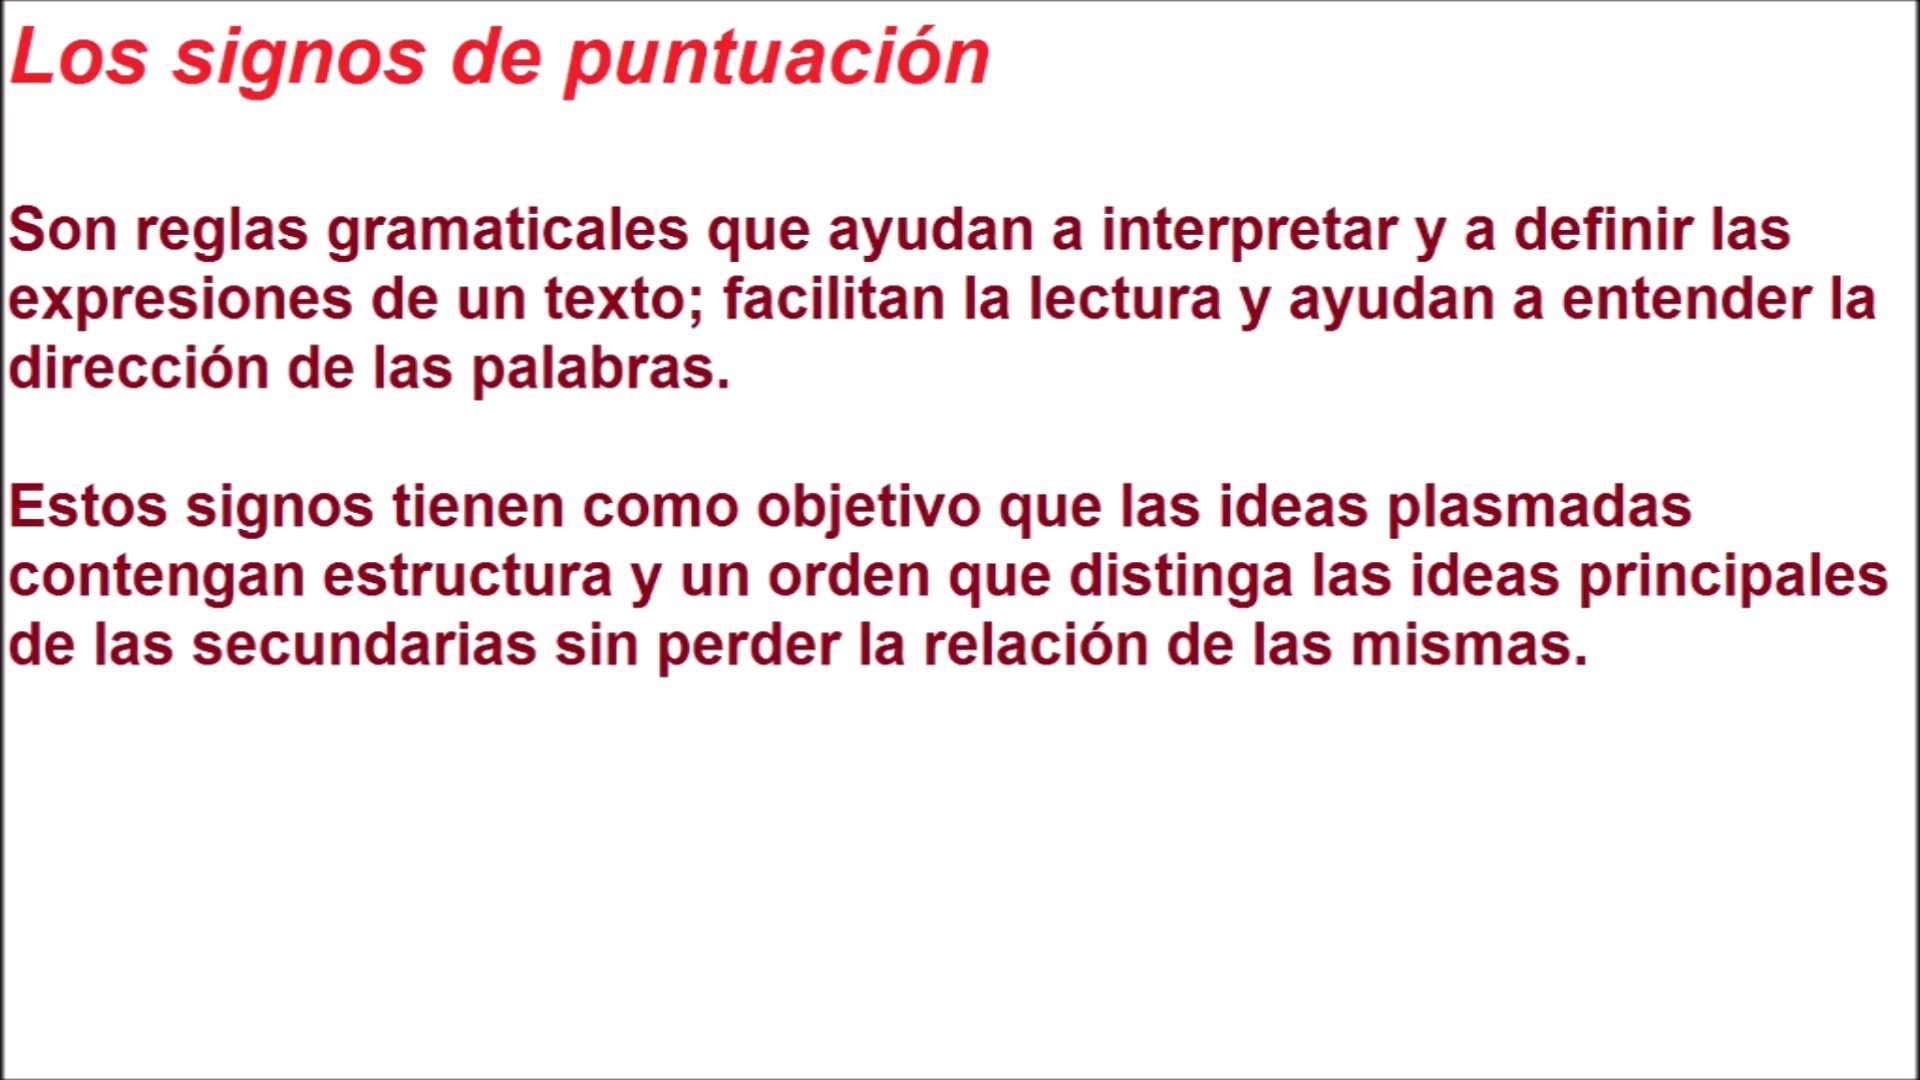 Los signos de puntuación
Son reglas gramaticales que ayudan a interpretar y a definir las
expresiones de un texto; facilitan la lectura y ayudan a entender la
dirección de las palabras.
Estos signos tienen como objetivo que las ideas plasmadas
contengan estructura y un orden que distinga las ideas principales
de las secundarias sin perder la relación de las mismas.